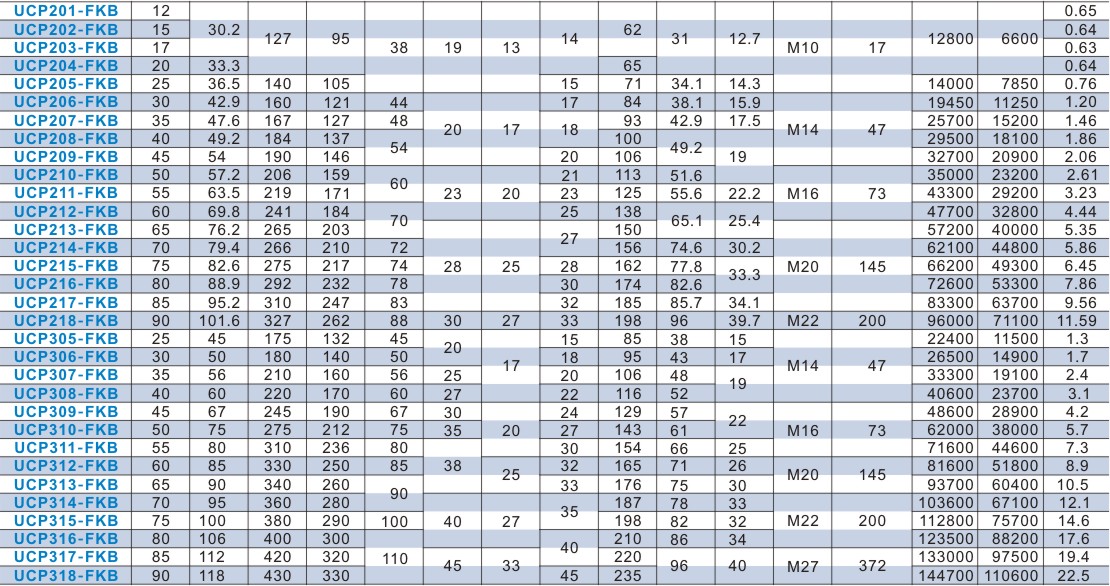 UCP201-FKB 12 0.65
UCP202-FKB 15 30.2 62 0.64
127 95 14 31 12.7 12800 6600
UCP203-FKB 17 38 19 13 M10 17 0.63
UCP204-FKB 20 33.3 65 0.64
UCP205-FKB 25 36.5 140 105 15 71 34.1 14.3 14000 7850 0.76
UCP206-FKB 30 42.9 160 121 44 17 84 38.1 15.9 19450 11250 1.20
UCP207-FKB 35 47.6 167 127 48 93 42.9 17.5 25700 15200 1.46
20 17 18 M14 47
UCP208-FKB 40 49.2 184 137 100 29500 18100 1.86
54 49.2
UCP209-FKB 45 54 190 146 20 106 19 32700 20900 2.06
UCP210-FKB 50 57.2 206 159 21 113 51.6 35000 23200 2.61
60
UCP211-FKB 55 63.5 219 171 23 20 23 125 55.6 22.2 M16 73 43300 29200 3.23
UCP212-FKB 60 69.8 241 184 25 138 47700 32800 4.44
70 65.1 25.4
UCP213-FKB 65 76.2 265 203 150 57200 40000 5.35
27
UCP214-FKB 70 79.4 266 210 72 156 74.6 30.2 62100 44800 5.86
UCP215-FKB 75 82.6 275 217 74 28 25 28 162 77.8 M20 145 66200 49300 6.45
33.3
UCP216-FKB 80 88.9 292 232 78 30 174 82.6 72600 53300 7.86
UCP217-FKB 85 95.2 310 247 83 32 185 85.7 34.1 83300 63700 9.56
UCP218-FKB 90 101.6 327 262 88 30 27 33 198 96 39.7 M22 200 96000 71100 11.59
UCP305-FKB 25 45 175 132 45 15 85 38 15 22400 11500 1.3
20
UCP306-FKB 30 50 180 140 50 18 95 43 17 26500 14900 1.7
17 M14 47
UCP307-FKB 35 56 210 160 56 25 20 106 48 33300 19100 2.4
19
UCP308-FKB 40 60 220 170 60 27 22 116 52 40600 23700 3.1
UCP309-FKB 45 67 245 190 67 30 24 129 57 48600 28900 4.2
22
UCP310-FKB 50 75 275 212 75 35 20 27 143 61 M16 73 62000 38000 5.7
UCP311-FKB 55 80 310 236 80 30 154 66 25 71600 44600 7.3
UCP312-FKB 60 85 330 250 85 38 32 165 71 26 81600 51800 8.9
25 M20 145
UCP313-FKB 65 90 340 260 33 176 75 30 93700 60400 10.5
90
UCP314-FKB 70 95 360 280 187 78 33 103600 67100 12.1
35
UCP315-FKB 75 100 380 290 100 40 27 198 82 32 M22 200 112800 75700 14.6
UCP316-FKB 80 106 400 300 210 86 34 123500 88200 17.6
40
UCP317-FKB 85 112 420 320 110 220 133000 97500 19.4
45 33 96 40 M27 372
UCP318-FKB 90 118 430 330 45 235 144700 110600 22.5